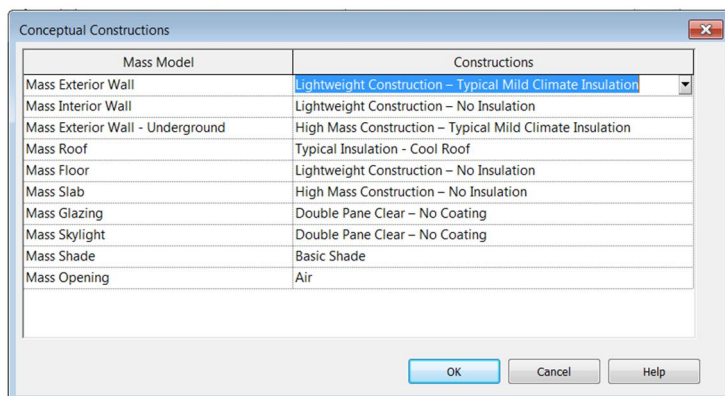 Conceptual Constructions
Mass Model Constructions
Mass Exterior Wall Lightweight Construction – Typical Mild Climate Insulation
Mass Interior Wall Lightweight Construction – No Insulation
Mass Exterior Wall - Underground High Mass Construction – Typical Mild Climate Insulation
Mass Roof Typical Insulation - Cool Roof
Mass Floor Lightweight Construction – No Insulation
Mass Slab High Mass Construction – No Insulation
Mass Glazing Double Pane Clear – No Coating
Mass Skylight Double Pane Clear – No Coating
Mass Shade Basic Shade
Mass Opening Air
OK Cancel Help